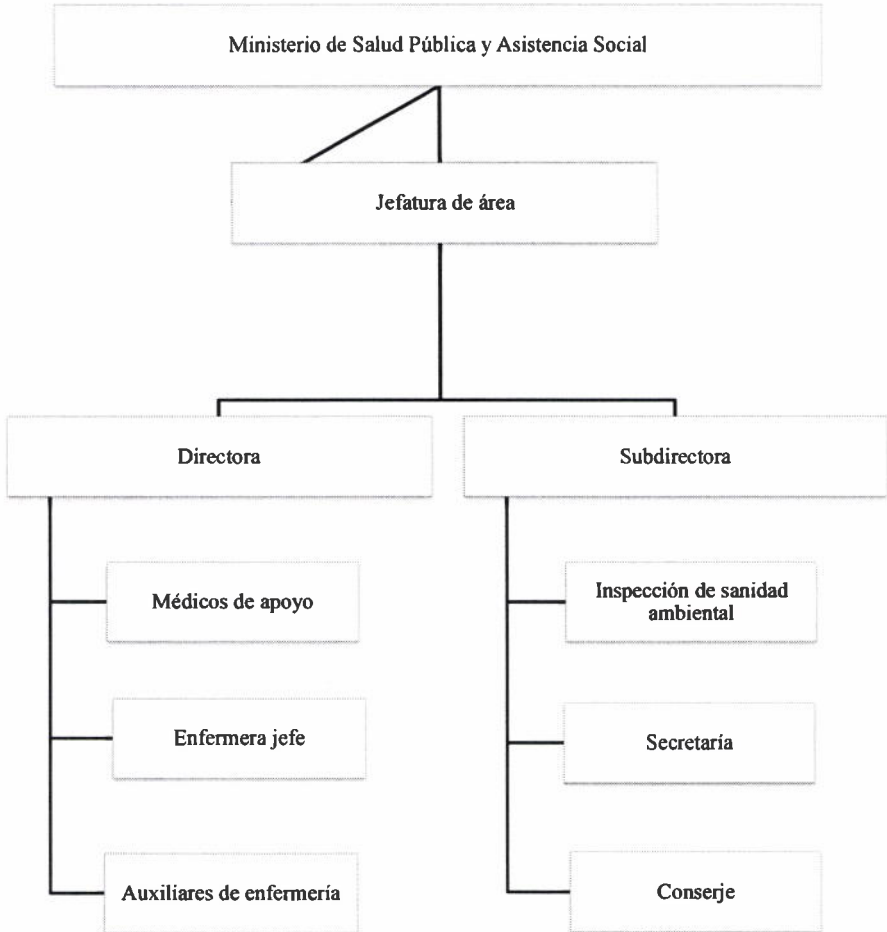 Ministerio de Salud Pública y Asistencia Social
Jefatura de área
Directora
Subdirectora
Médicos de apoyo
Inspección de sanidad
ambiental
Enfermera jefe
Secretaría
Auxiliares de enfermería
Conserje